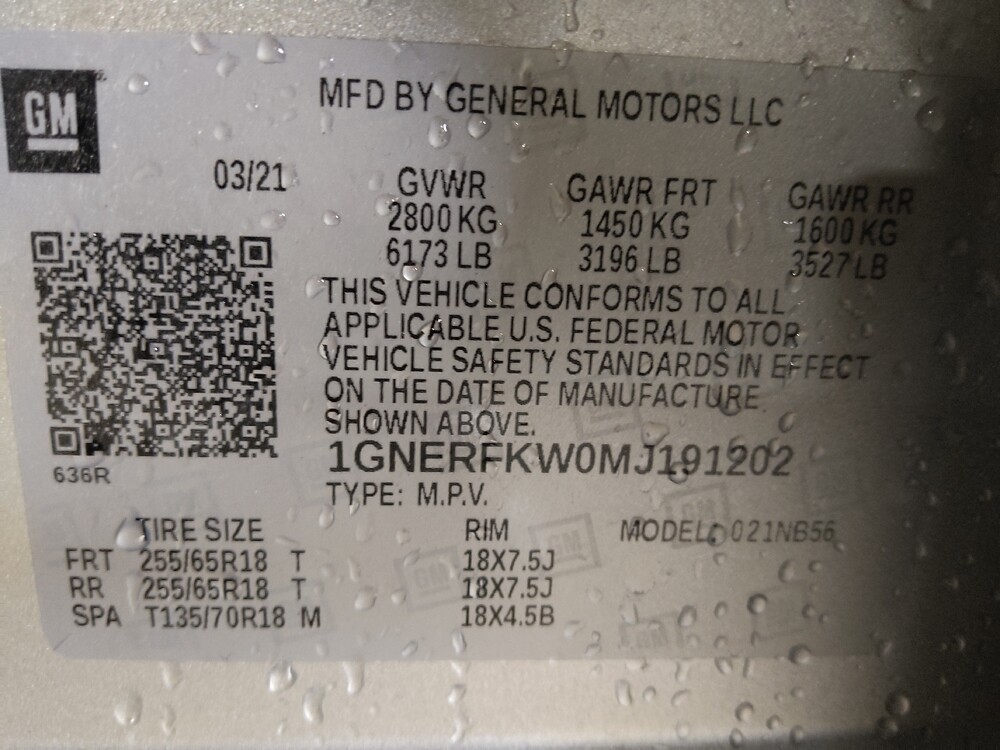 GM
MFD BY GENERAL MOTORS LLC
03/21 GVWR GAWR FRT GAWR RR
2800 KG 1450 KG 1600 KG
6173 LB 3196 LB 3527 LB
THIS VEHICLE CONFORMS TO ALL
APPLICABLE U.S. FEDERAL MOTOR
VEHICLE SAFETY STANDARDS IN EFFECT
ON THE DATE OF MANUFACTURE
SHOWN ABOVE.
1GNERFKW0MJ191202
636R
TYPE: M.P.V.
TIRE SIZE RIM MODEL: 021NB56
FRT 255/65R18 T 18X7.5J
RR 255/65R18 T 18X7.5J
SPA T135/70R18 M 18X4.5B